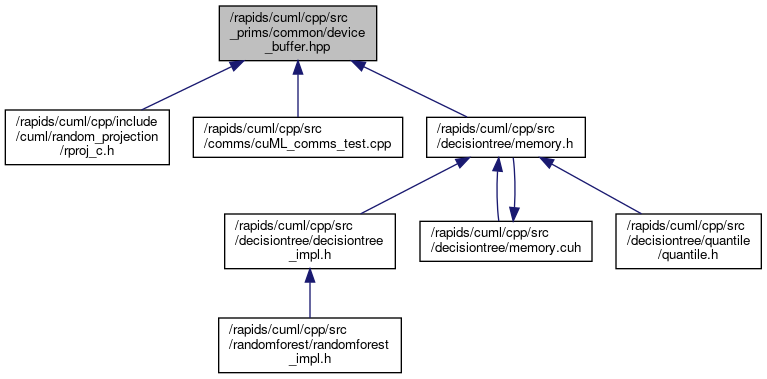 /rapids/cuml/cpp/src
_prims/common/device
_buffer.hpp
/rapids/cuml/cpp/include
/cuml/random_projection
/rproj_c.h
/rapids/cuml/cpp/src
/comms/cuML_comms_test.cpp
/rapids/cuml/cpp/src
/decisiontree/memory.h
/rapids/cuml/cpp/src
/decisiontree/decisiontree
_impl.h
/rapids/cuml/cpp/src
/decisiontree/memory.cuh
/rapids/cuml/cpp/src
/decisiontree/quantile
/quantile.h
/rapids/cuml/cpp/src
/randomforest/randomforest
_impl.h